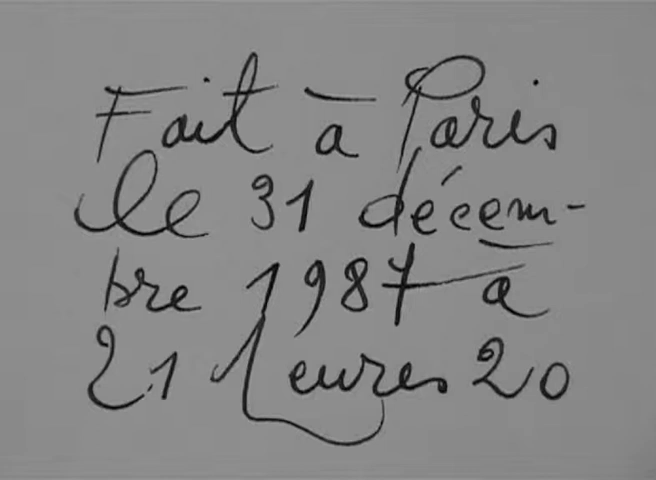 Fait à Paris
le 31 décem-
bre 1987 à
21 heures 20